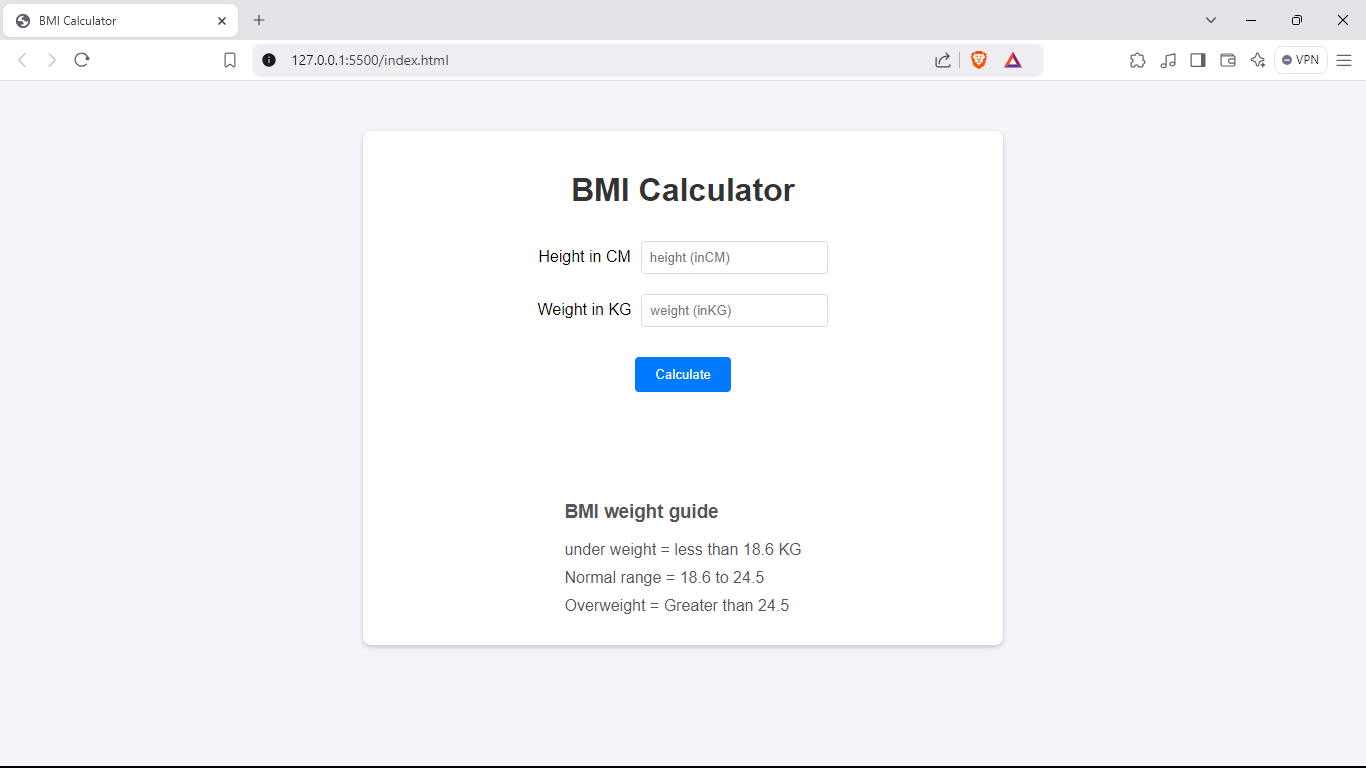 BMI Calculator
127.0.0.1:5500/index.html
VPN
BMI Calculator
Height in CM height (inCM)
Weight in KG weight (inKG)
Calculate
BMI weight guide
under weight = less than 18.6 KG
Normal range = 18.6 to 24.5
Overweight = Greater than 24.5